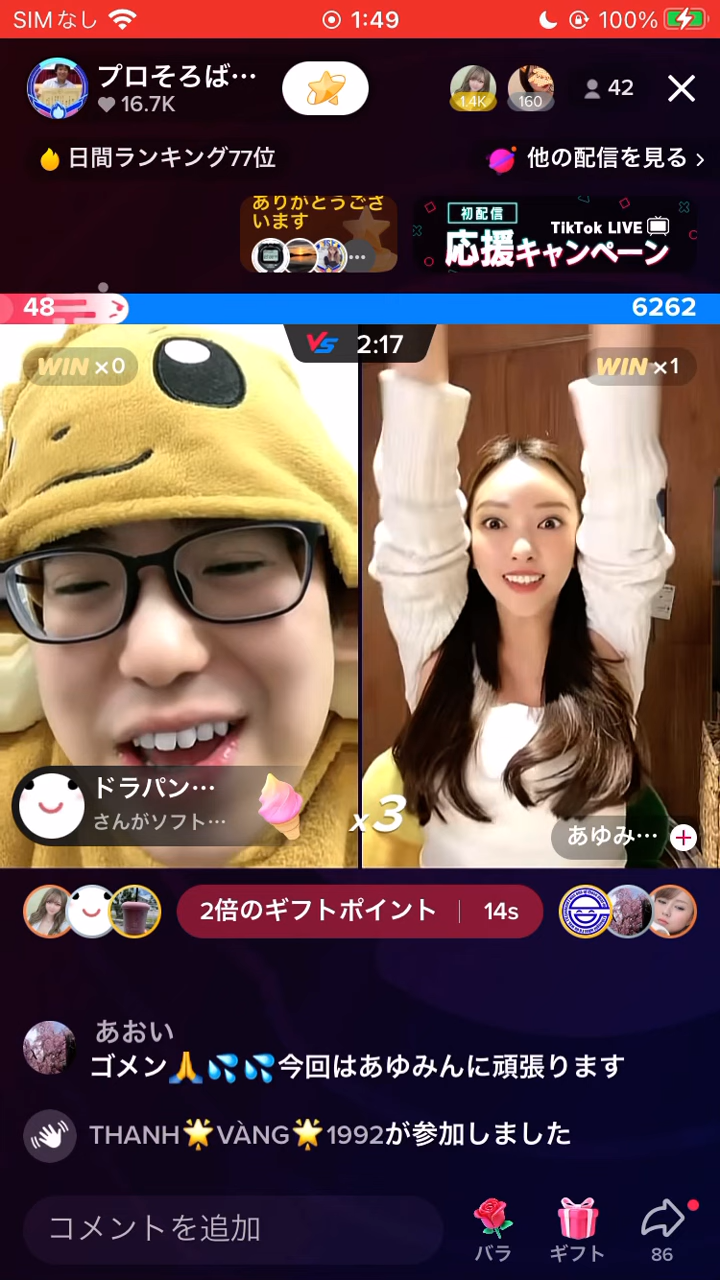 SIMなし
1:49
100%
プロそろば…
16.7K
1.4K
160
42
日間ランキング77位
他の配信を見る
ありがとうござ
います
初配信
TikTok LIVE
応援キャンペーン
48
6262
WIN ×0
VS 2:17
WIN ×1
ドラパン…
さんがソフト…
x3
あゆみ…
2倍のギフトポイント
14s
あおい
ゴメン🙏💦💦今回はあゆみんに頑張ります
THANH🌟VÀNG🌟1992が参加しました
コメントを追加
バラ
ギフト
86